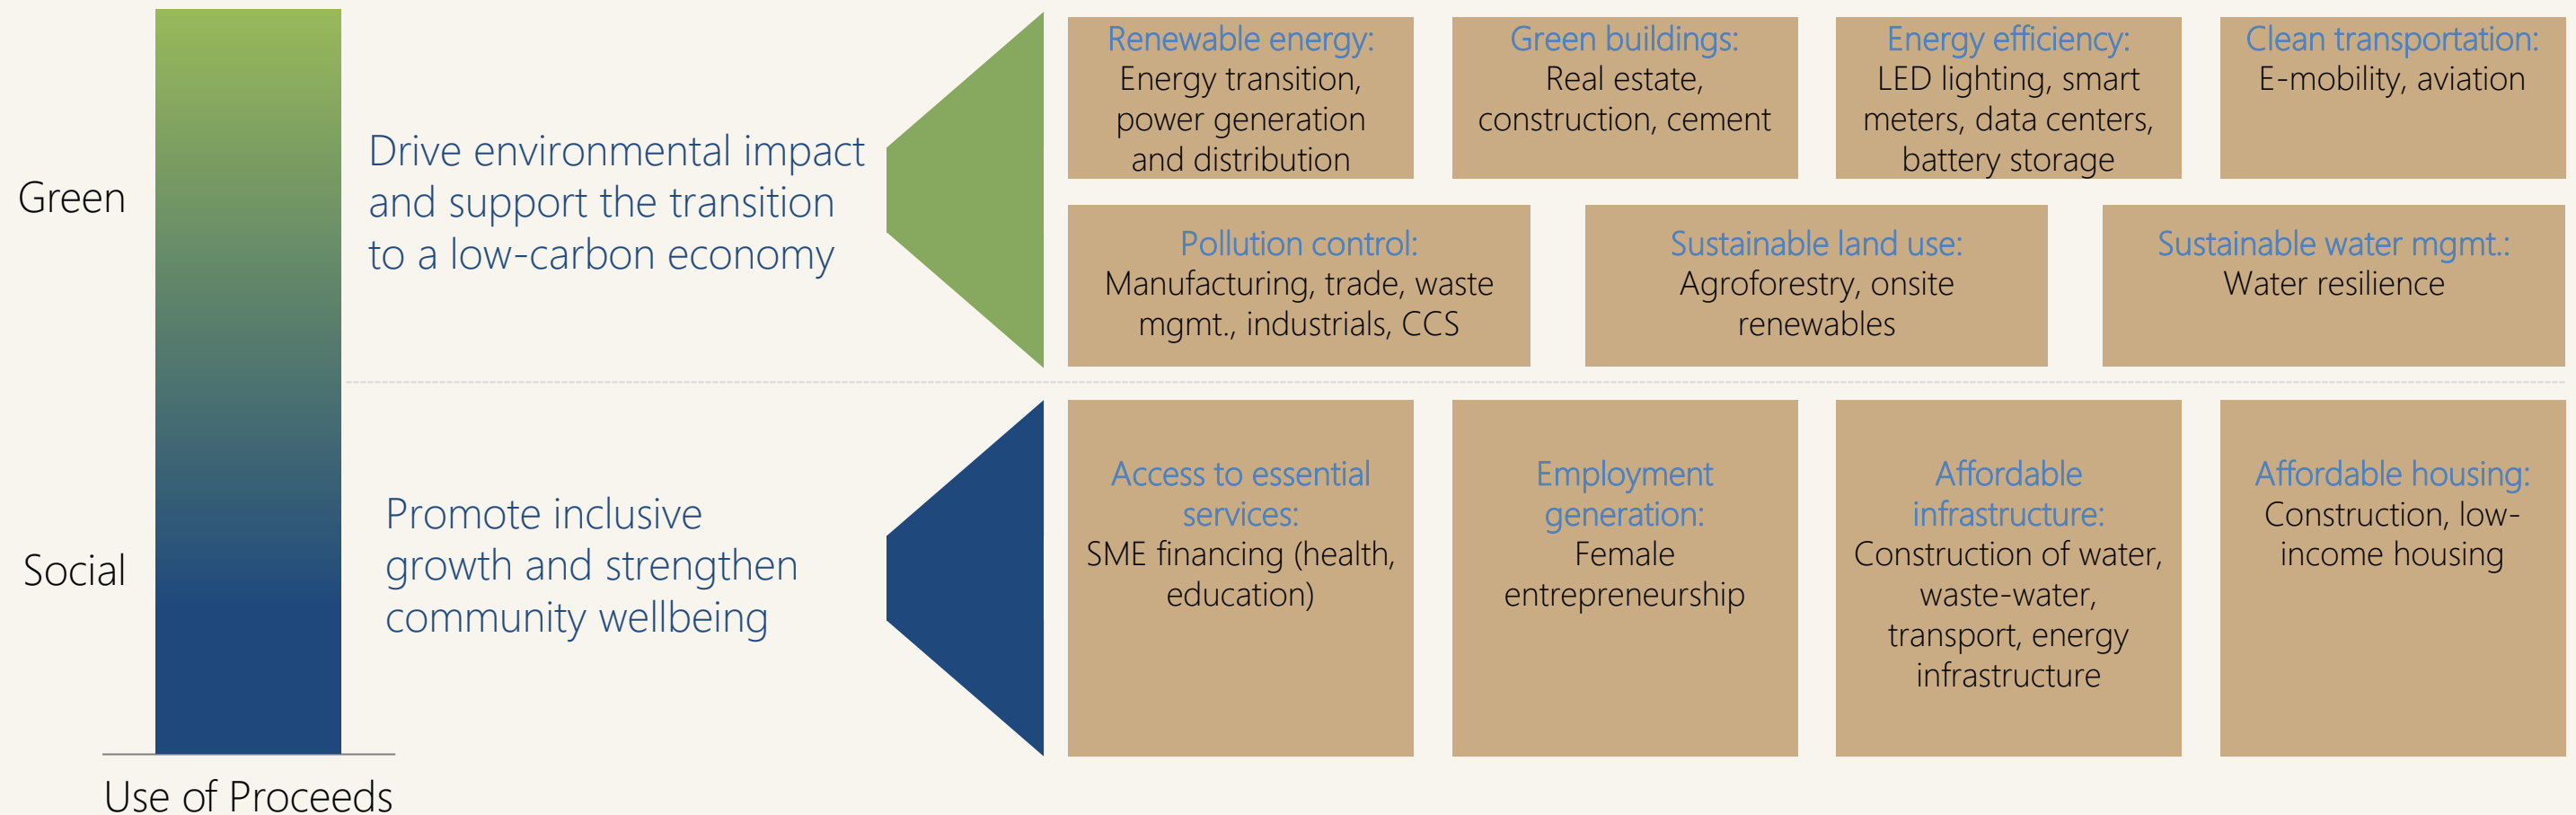 Green
Drive environmental impact
and support the transition
to a low-carbon economy
Renewable energy:
Energy transition,
power generation
and distribution
Green buildings:
Real estate,
construction, cement
Energy efficiency:
LED lighting, smart
meters, data centers,
battery storage
Clean transportation:
E-mobility, aviation
Pollution control:
Manufacturing, trade, waste
mgmt., industrials, CCS
Sustainable land use:
Agroforestry, onsite
renewables
Sustainable water mgmt.:
Water resilience
Social
Promote inclusive
growth and strengthen
community wellbeing
Access to essential
services:
SME financing (health,
education)
Employment
generation:
Female
entrepreneurship
Affordable
infrastructure:
Construction of water,
waste-water,
transport, energy
infrastructure
Affordable housing:
Construction, low-
income housing
Use of Proceeds